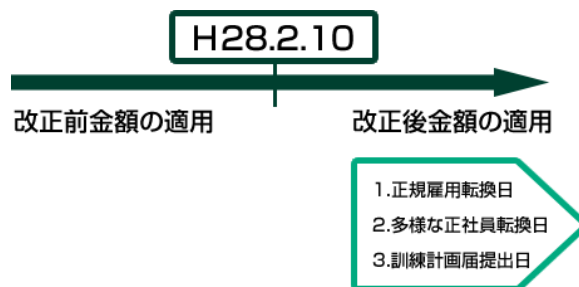 H28.2.10
改正前金額の適用
改正後金額の適用
1.正規雇用転換日
2.多様な正社員転換日
3.訓練計画届提出日